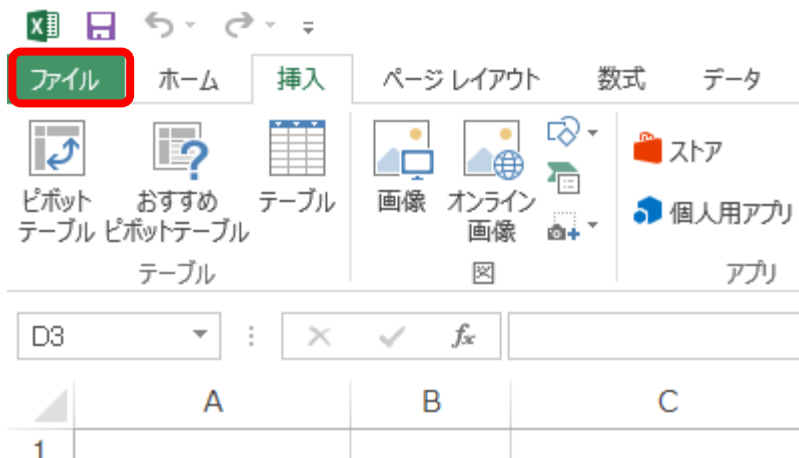 ファイル ホーム 挿入 ページ レイアウト 数式 データ
ピボット おすすめ テーブル 画像 オンライン ストア
テーブル ピボットテーブル 画像 個人用アプリ
テーブル 図 アプリ
D3 fx
A B C
1